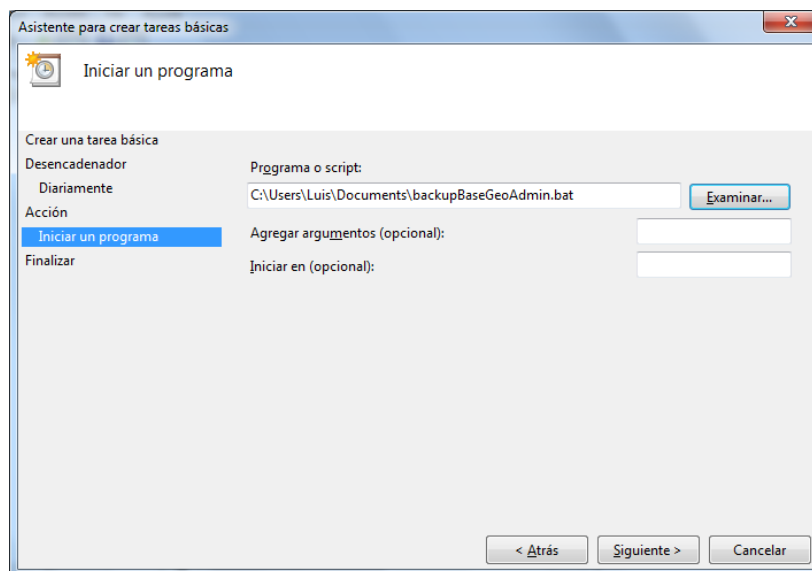 Asistente para crear tareas básicas
Iniciar un programa
Crear una tarea básica
Desencadenador
Diariamente
Acción
Iniciar un programa
Finalizar
Programa o script:
C:\Users\Luis\Documents\backupBaseGeoAdmin.bat
Examinar...
Agregar argumentos (opcional):
Iniciar en (opcional):
< Atrás
Siguiente >
Cancelar